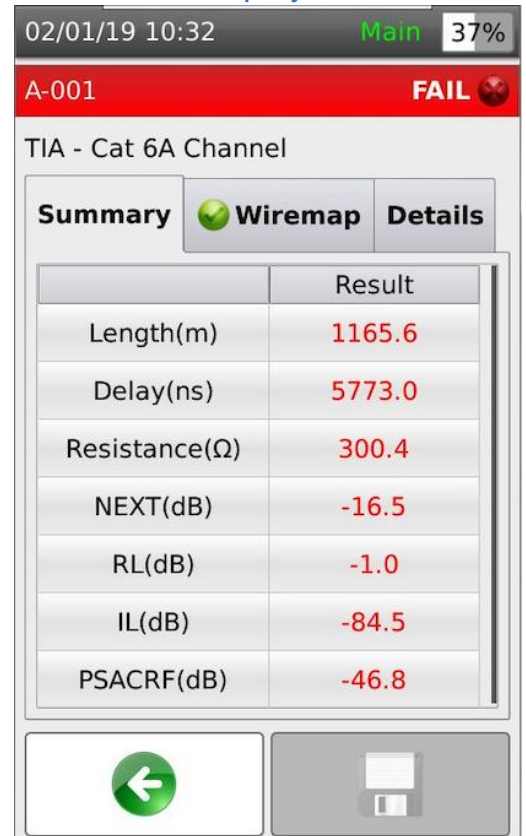 02/01/19 10:32 Main 37%
A-001 FAIL
TIA - Cat 6A Channel
Summary Wiremap Details
Result
Length(m) 1165.6
Delay(ns) 5773.0
Resistance(Ω) 300.4
NEXT(dB) -16.5
RL(dB) -1.0
IL(dB) -84.5
PSACRF(dB) -46.8